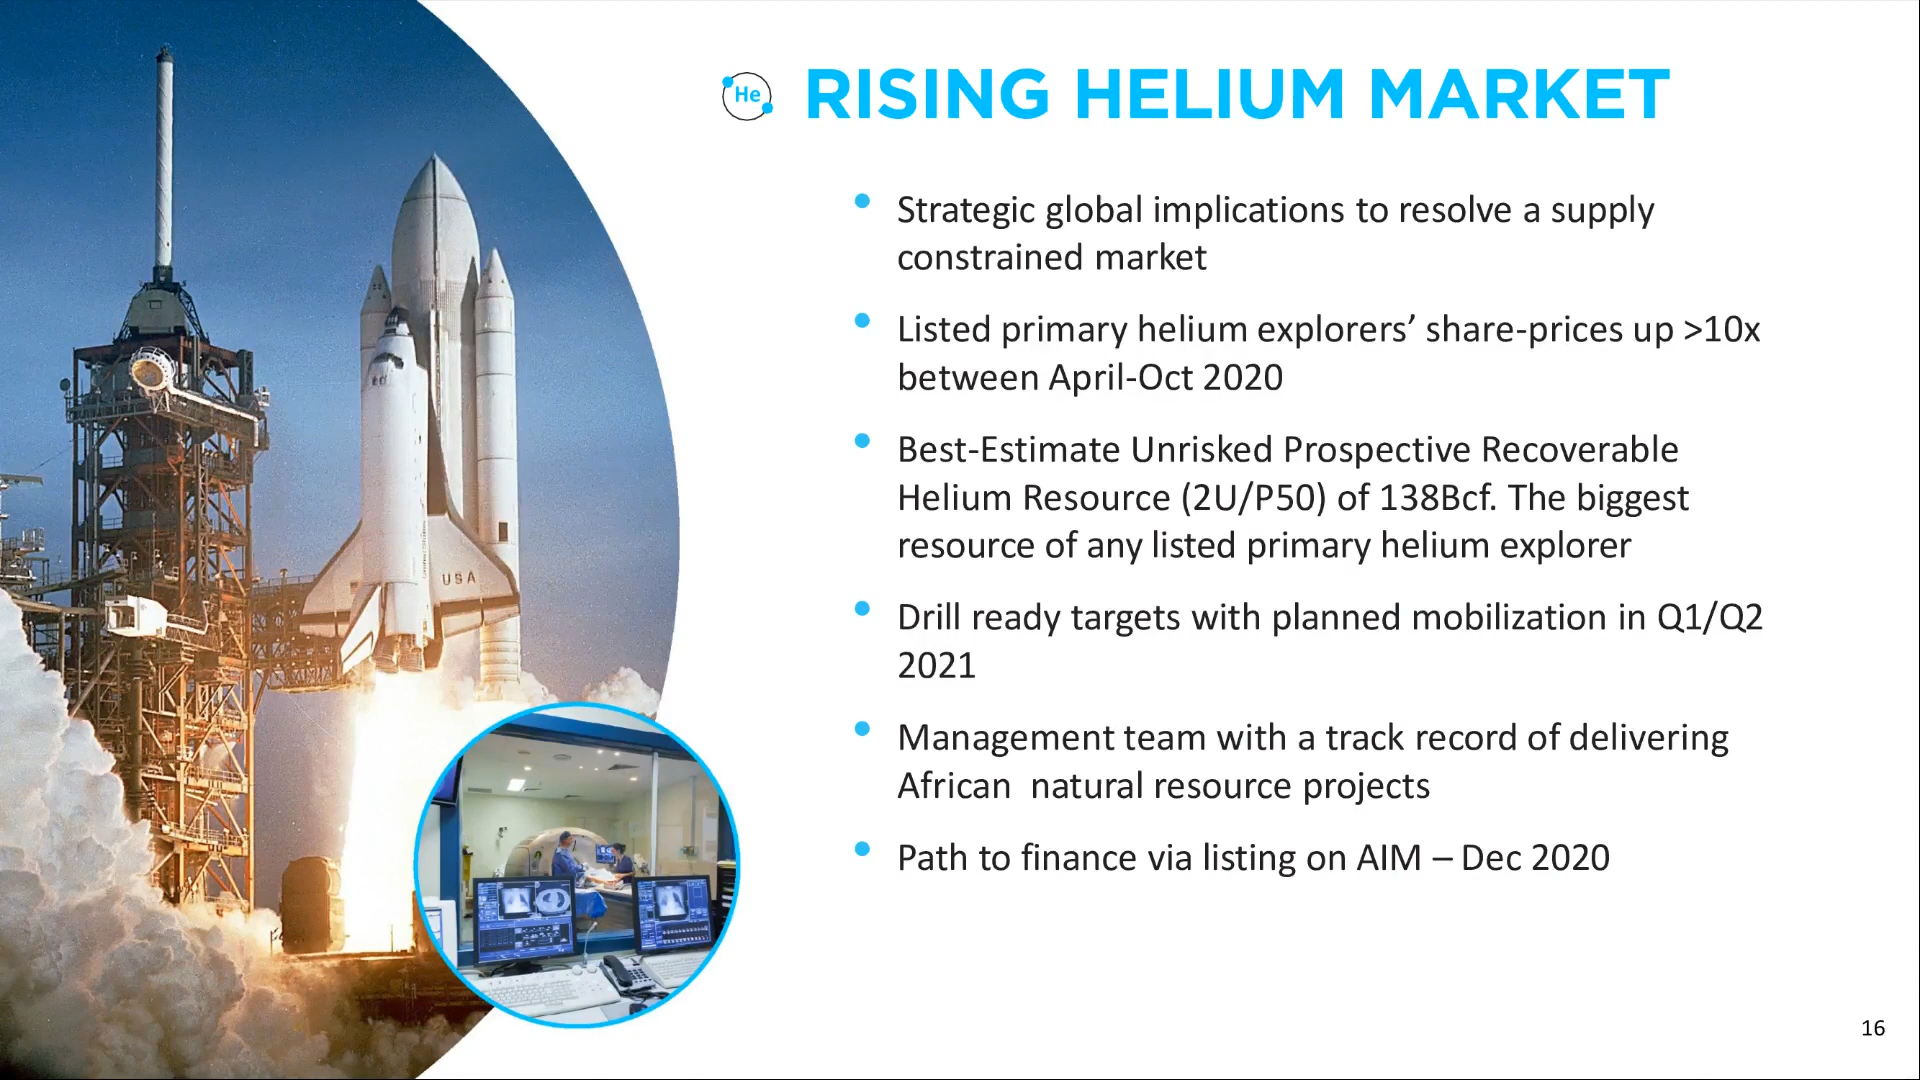 He
RISING HELIUM MARKET
• Strategic global implications to resolve a supply
constrained market
• Listed primary helium explorers’ share-prices up >10x
between April-Oct 2020
• Best-Estimate Unrisked Prospective Recoverable
Helium Resource (2U/P50) of 138Bcf. The biggest
resource of any listed primary helium explorer
• Drill ready targets with planned mobilization in Q1/Q2
2021
• Management team with a track record of delivering
African  natural resource projects
• Path to finance via listing on AIM – Dec 2020
USA
16